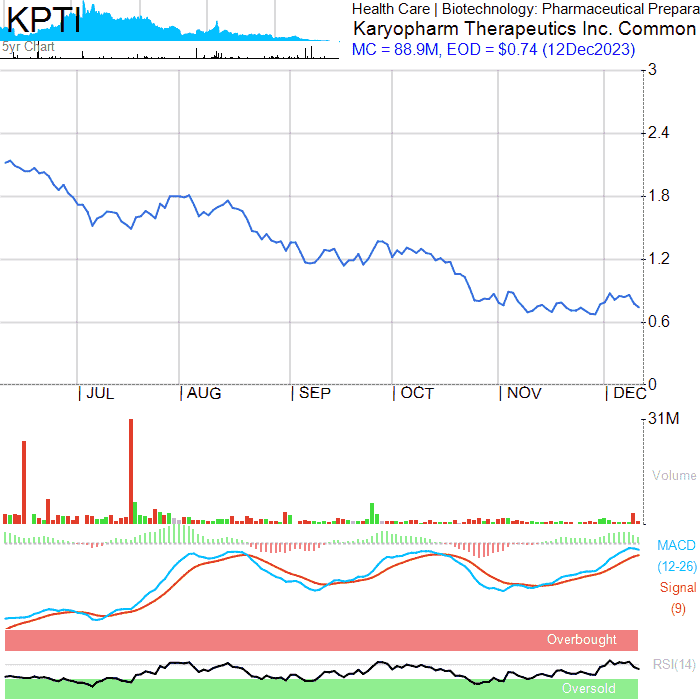 KPTI
5yr Chart
Health Care | Biotechnology: Pharmaceutical Prepara
Karyopharm Therapeutics Inc. Common
MC = 88.9M, EOD = $0.74 (12Dec2023)
3
2.4
1.8
1.2
0.6
0
| JUL | AUG | SEP | OCT | NOV | DEC
31M
Volume
MACD
(12-26)
Signal
(9)
Overbought
RSI(14)
Oversold